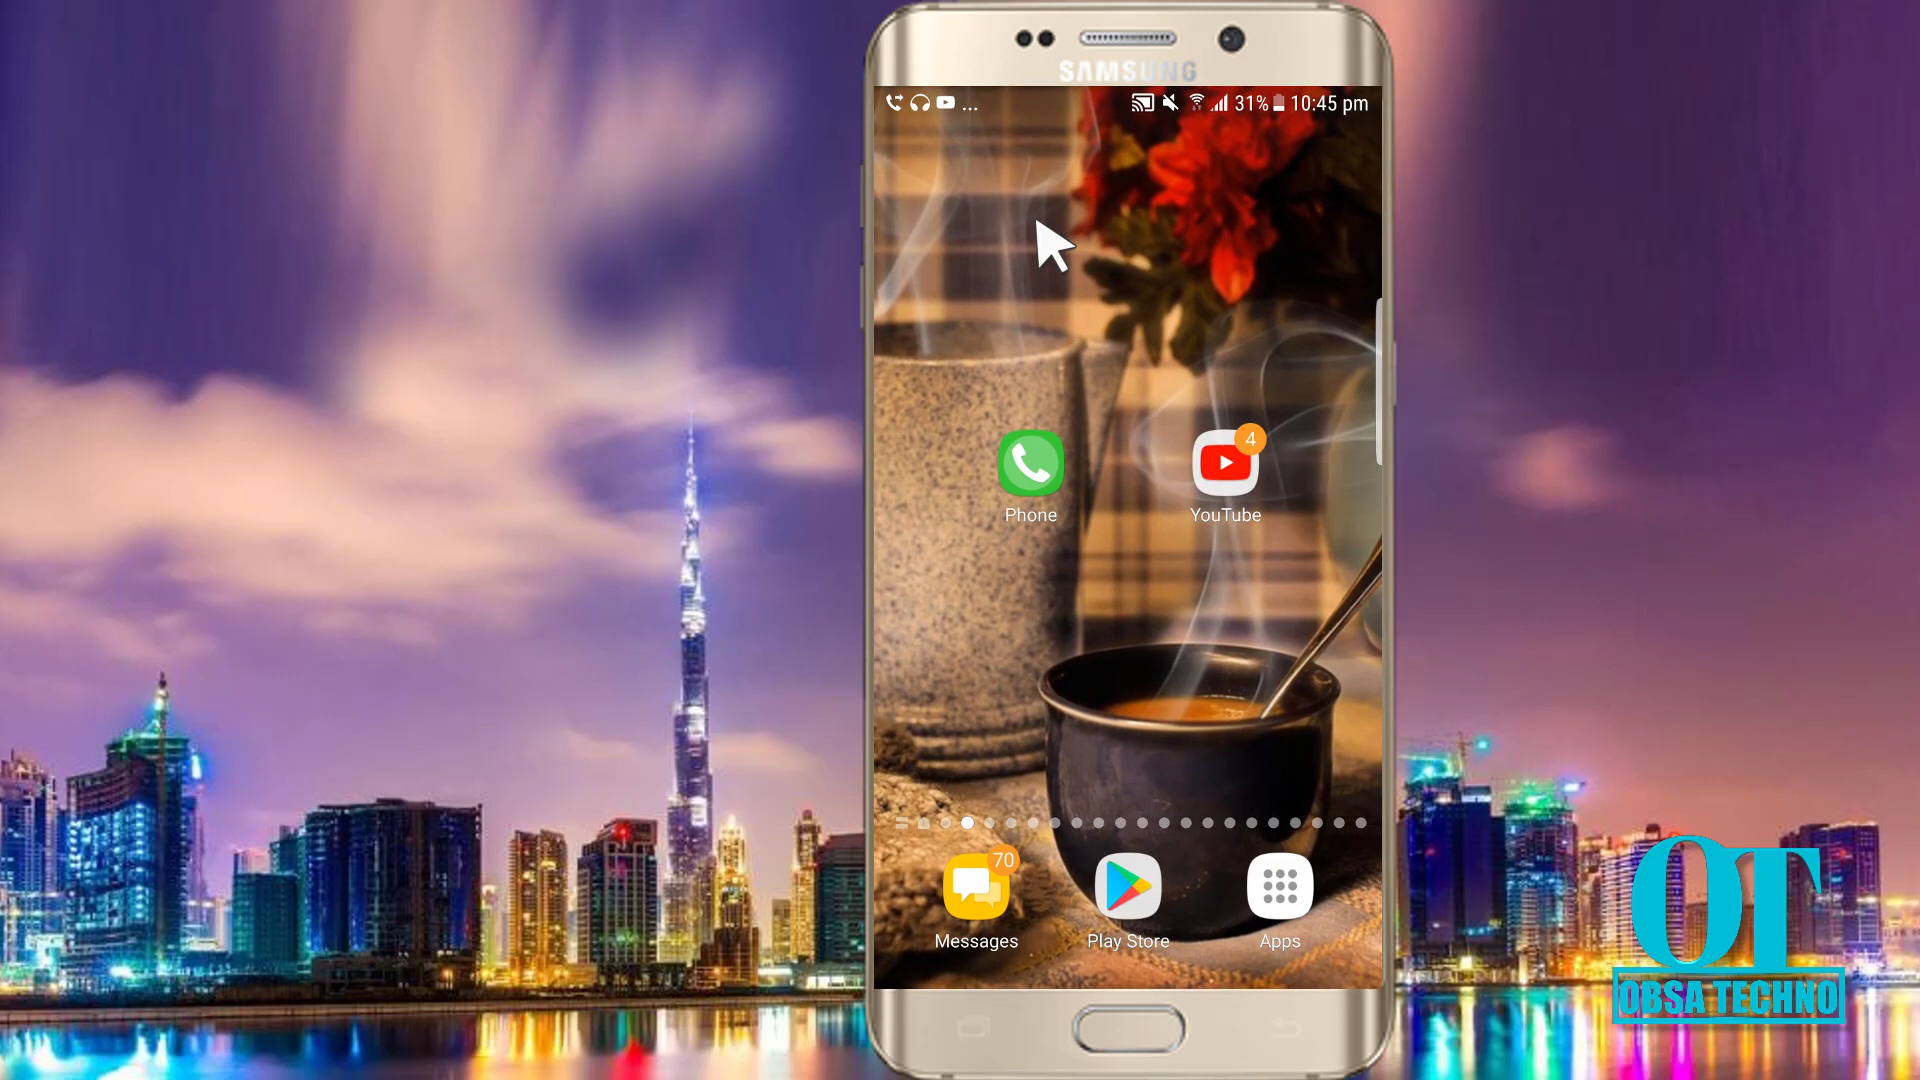 SAMSUNG
... 31% 10:45 pm
4
Phone YouTube
70
Messages Play Store Apps
OT
OBSA TECHNO